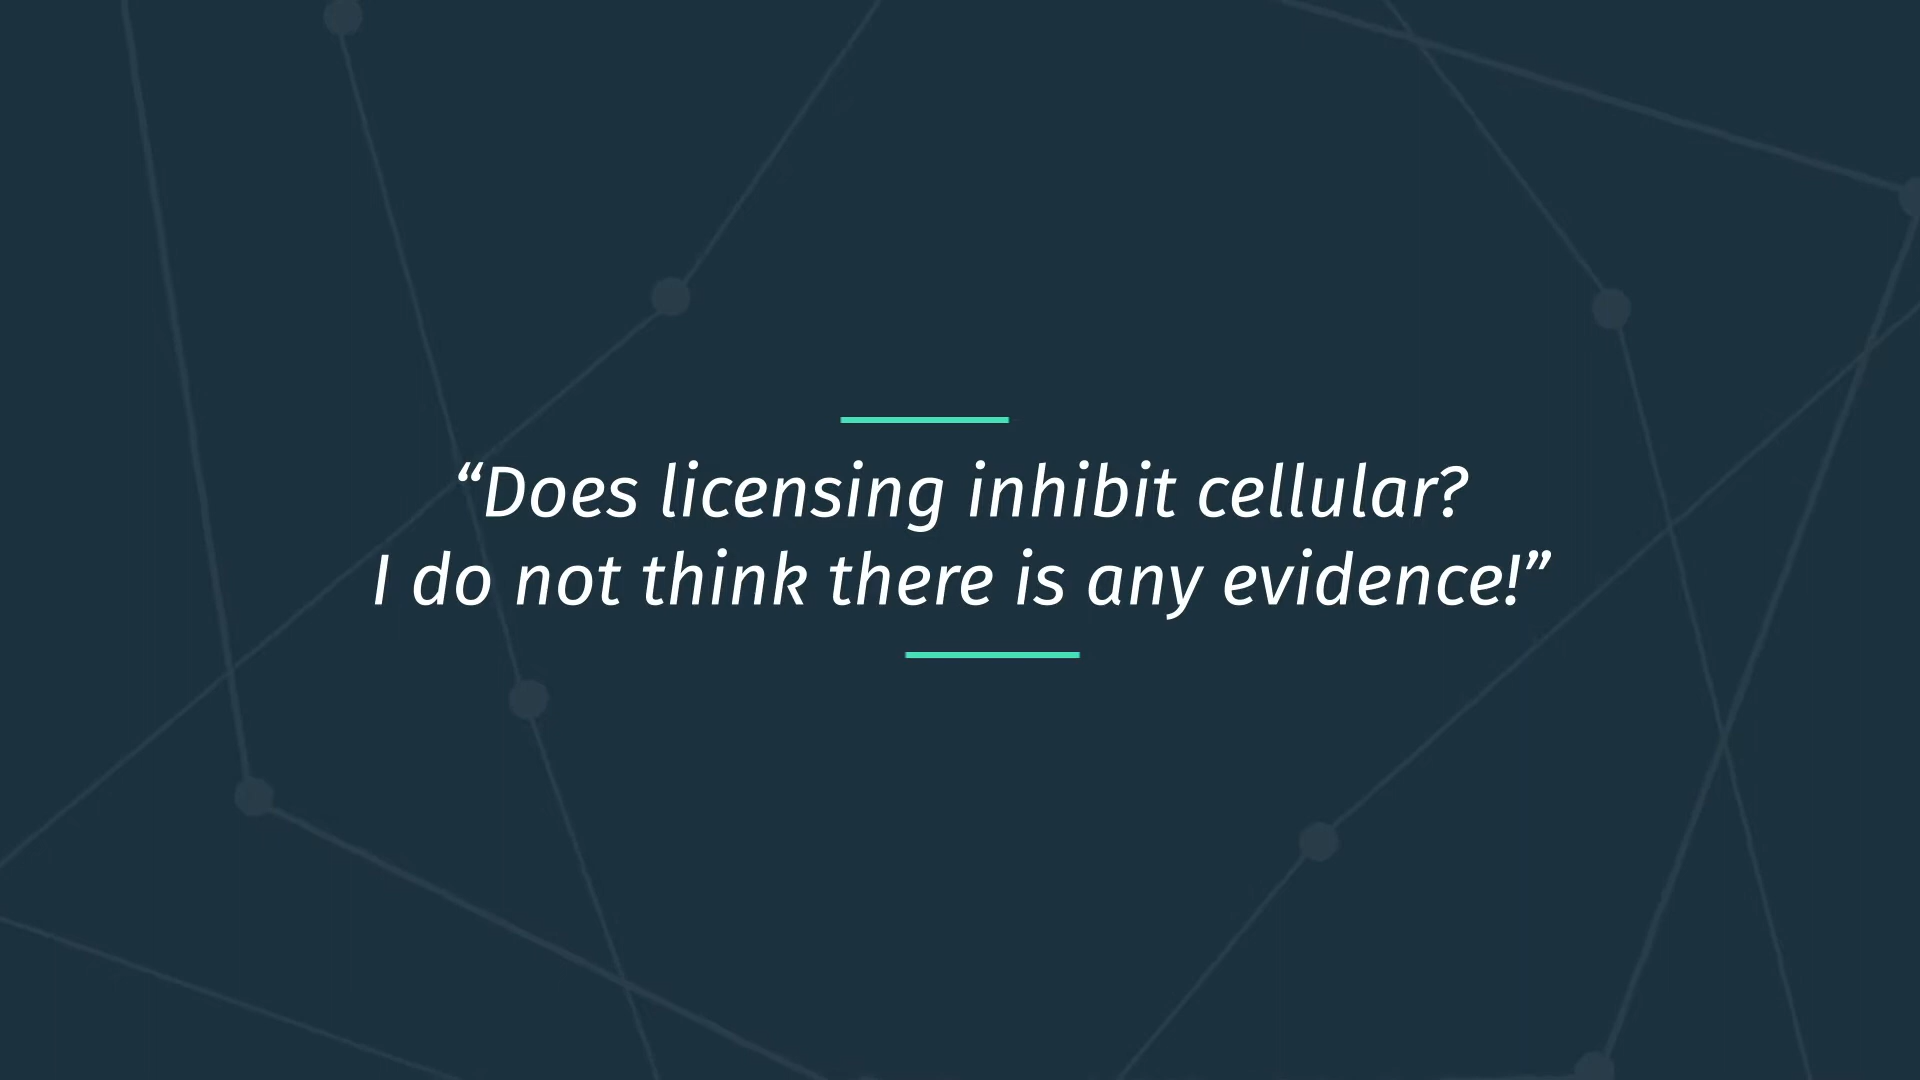 “Does licensing inhibit cellular?
I do not think there is any evidence!”